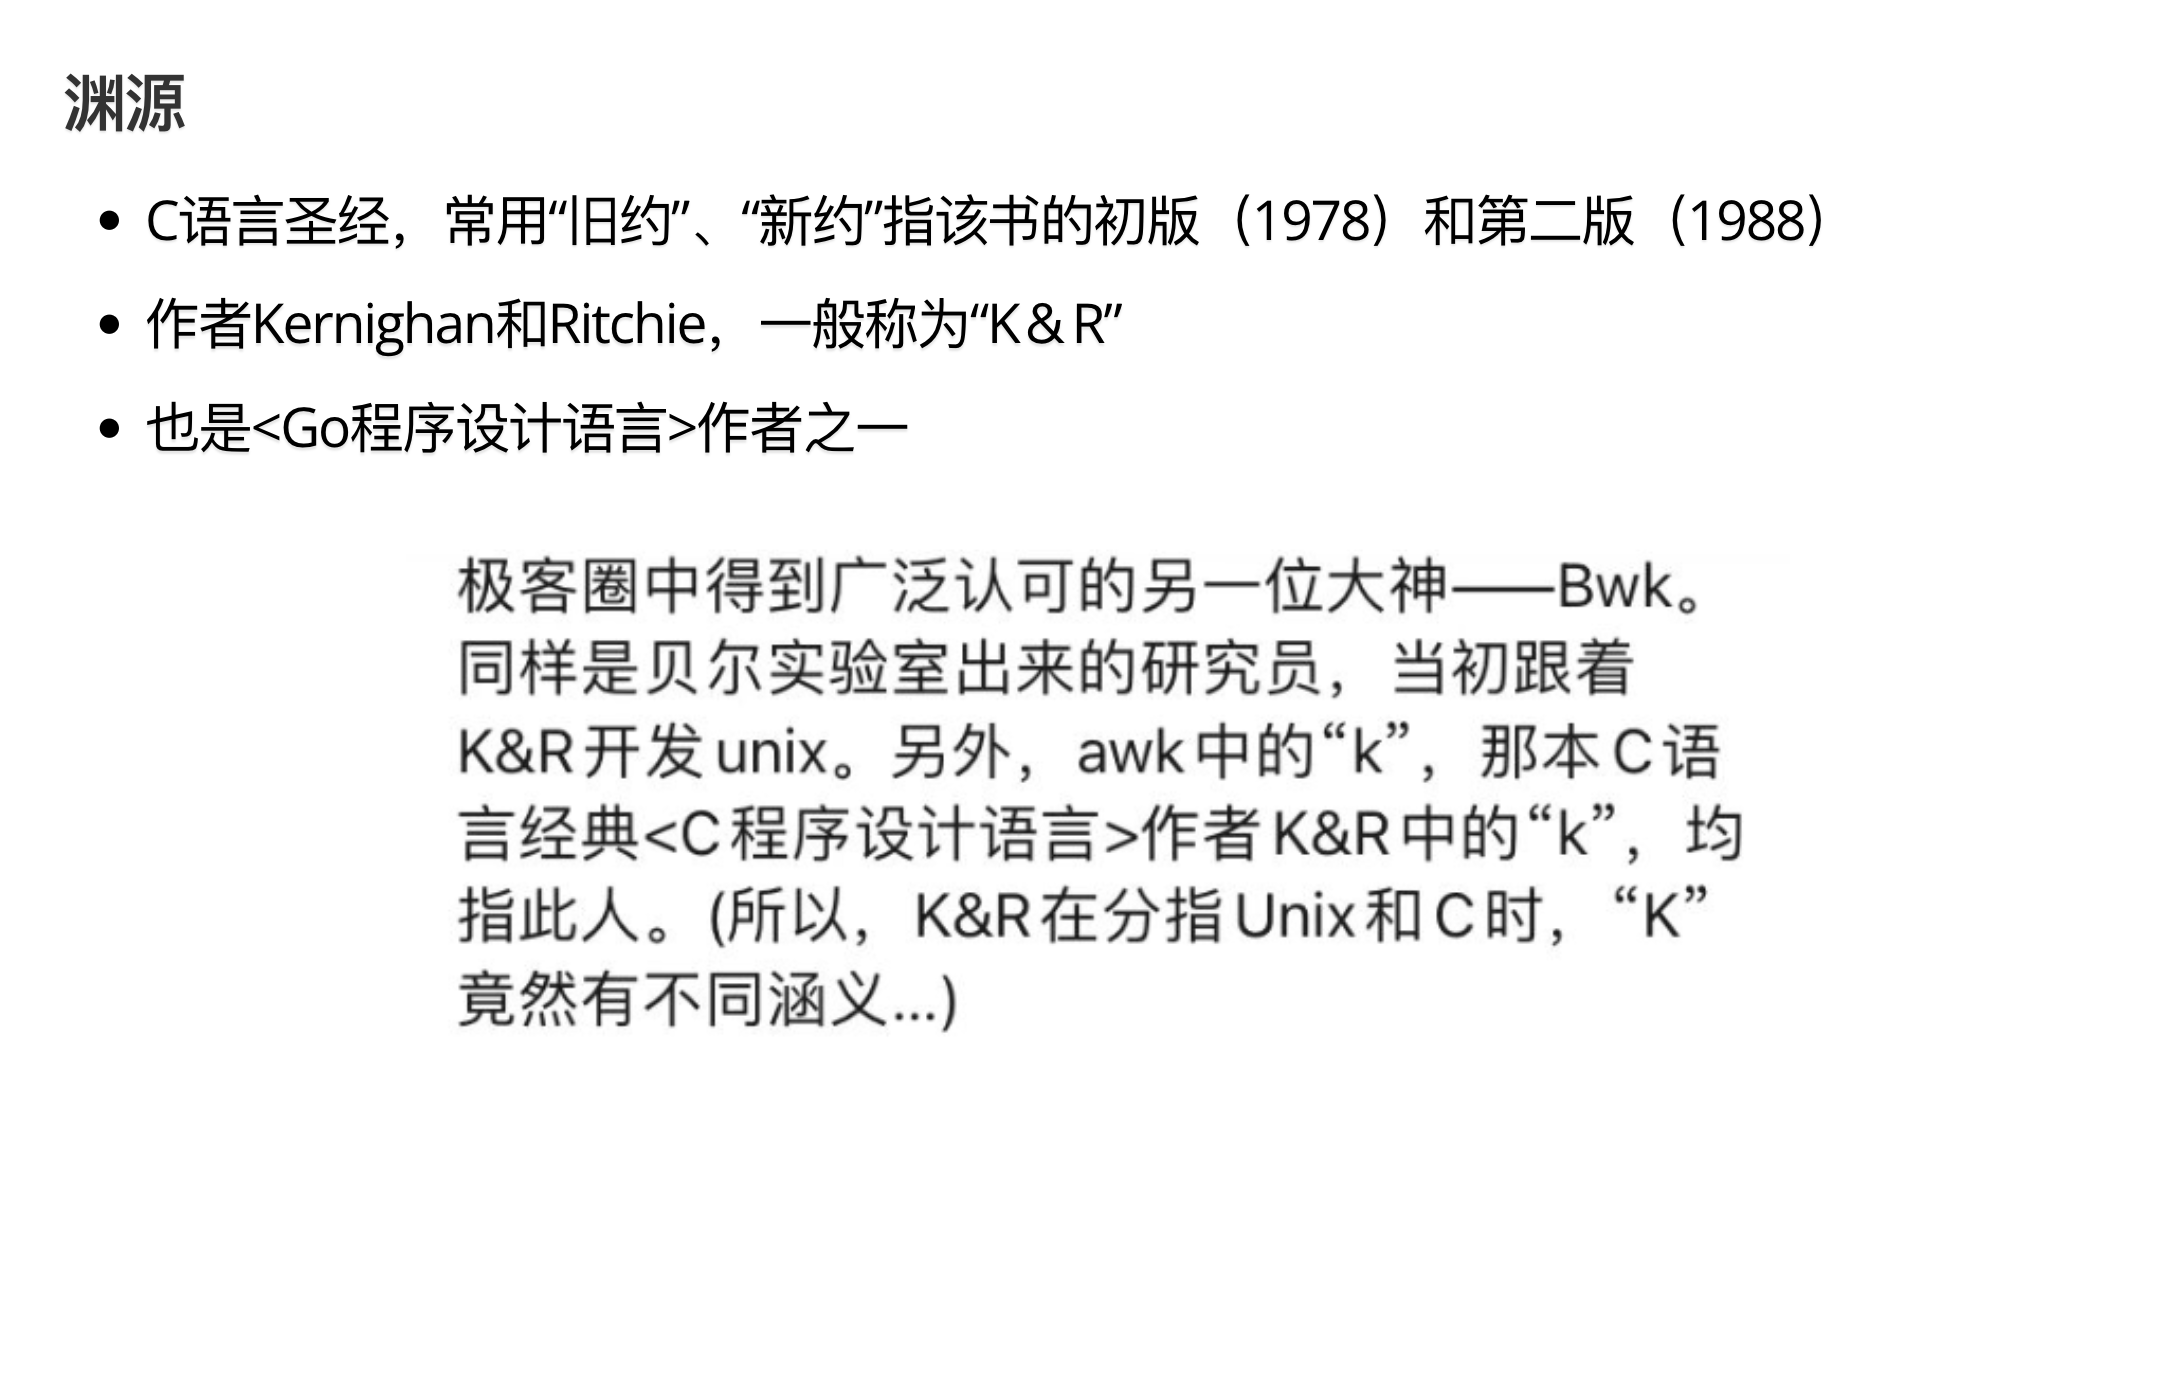 渊源
C语言圣经，常用“旧约”、“新约”指该书的初版（1978）和第二版（1988）
作者Kernighan和Ritchie，一般称为“K＆R”
也是<Go程序设计语言>作者之一
极客圈中得到广泛认可的另一位大神——Bwk。
同样是贝尔实验室出来的研究员，当初跟着
K&R开发unix。另外，awk中的“k”，那本C语
言经典<C程序设计语言>作者K&R中的“k”，均
指此人。(所以，K&R在分指Unix和C时，“K”
竟然有不同涵义...)